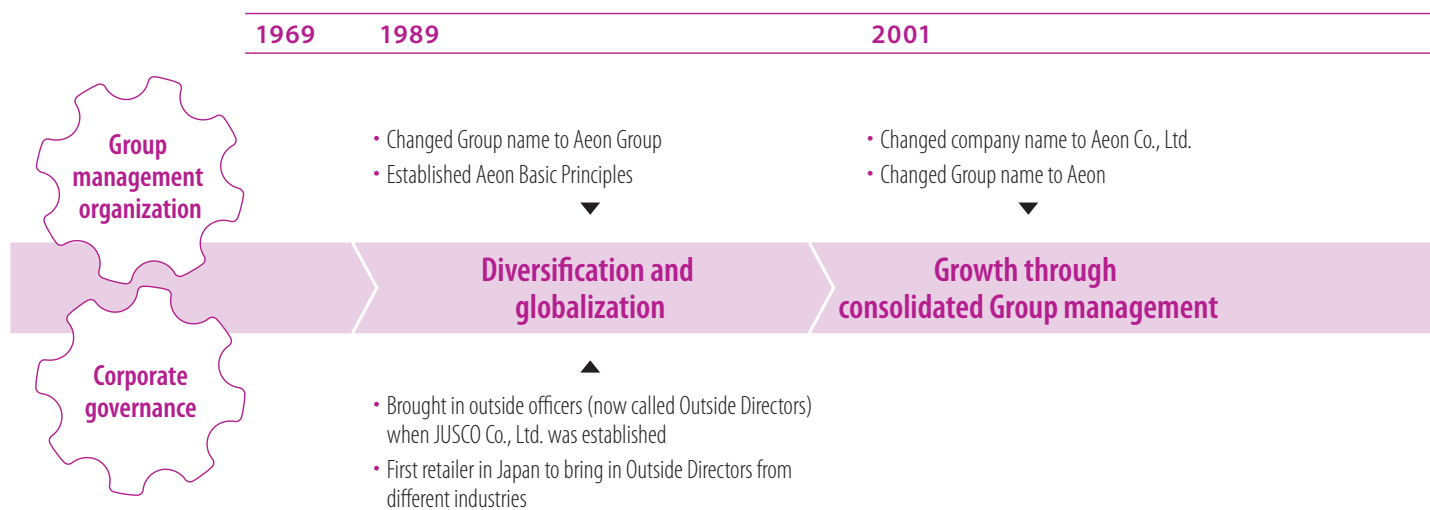 1969 1989 2001
Group
management
organization
• Changed Group name to Aeon Group
• Established Aeon Basic Principles
• Changed company name to Aeon Co., Ltd.
• Changed Group name to Aeon
Diversification and
globalization
Growth through
consolidated Group management
Corporate
governance
• Brought in outside officers (now called Outside Directors)
when JUSCO Co., Ltd. was established
• First retailer in Japan to bring in Outside Directors from
different industries